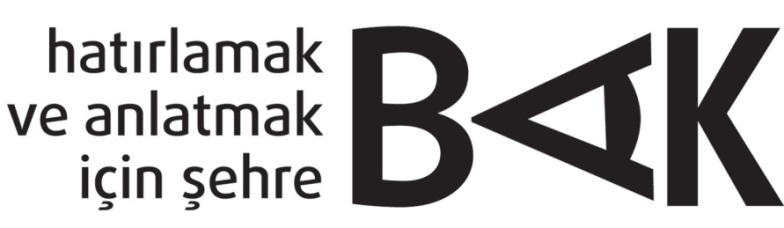 hatırlamak
ve anlatmak
için şehre
BAK